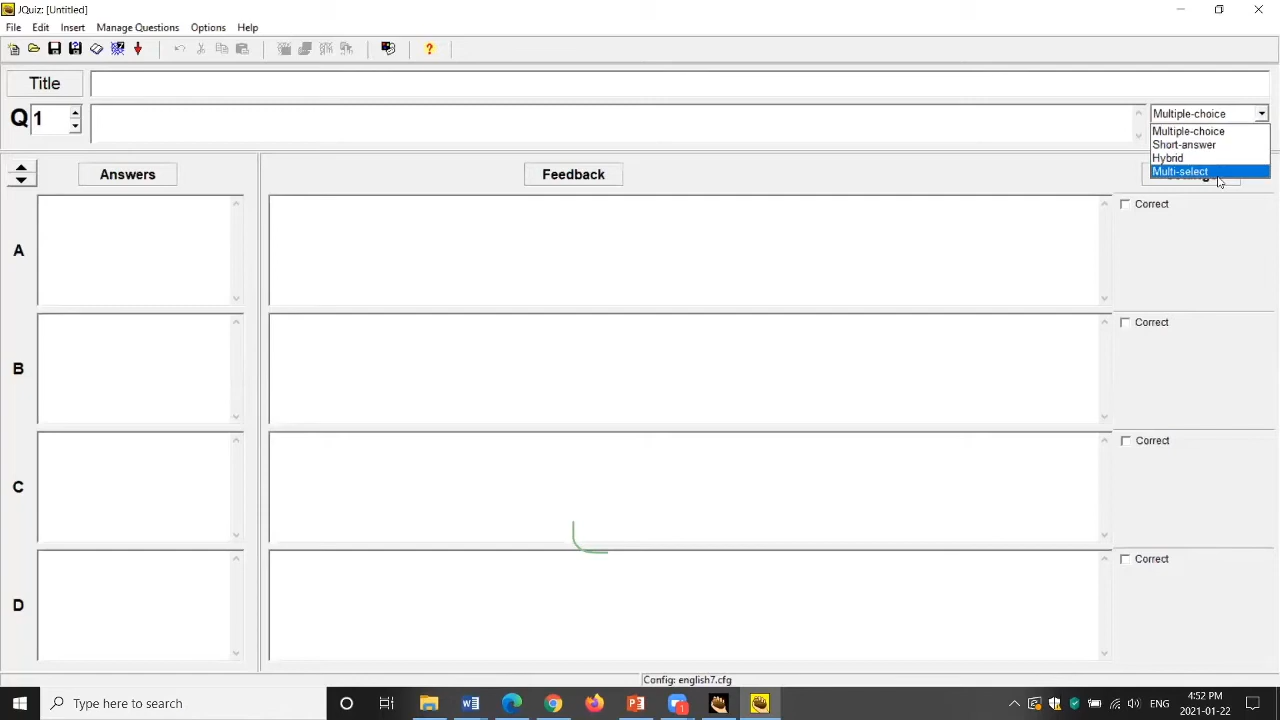 JQuiz: [Untitled]
File Edit Insert Manage Questions Options Help
?
Title
Q 1
Multiple-choice
Multiple-choice
Short-answer
Hybrid
Multi-select
Answers Feedback
A Correct
B Correct
C Correct
D Correct
Config: english7.cfg
Type here to search
1
4:52 PM
2021-01-22